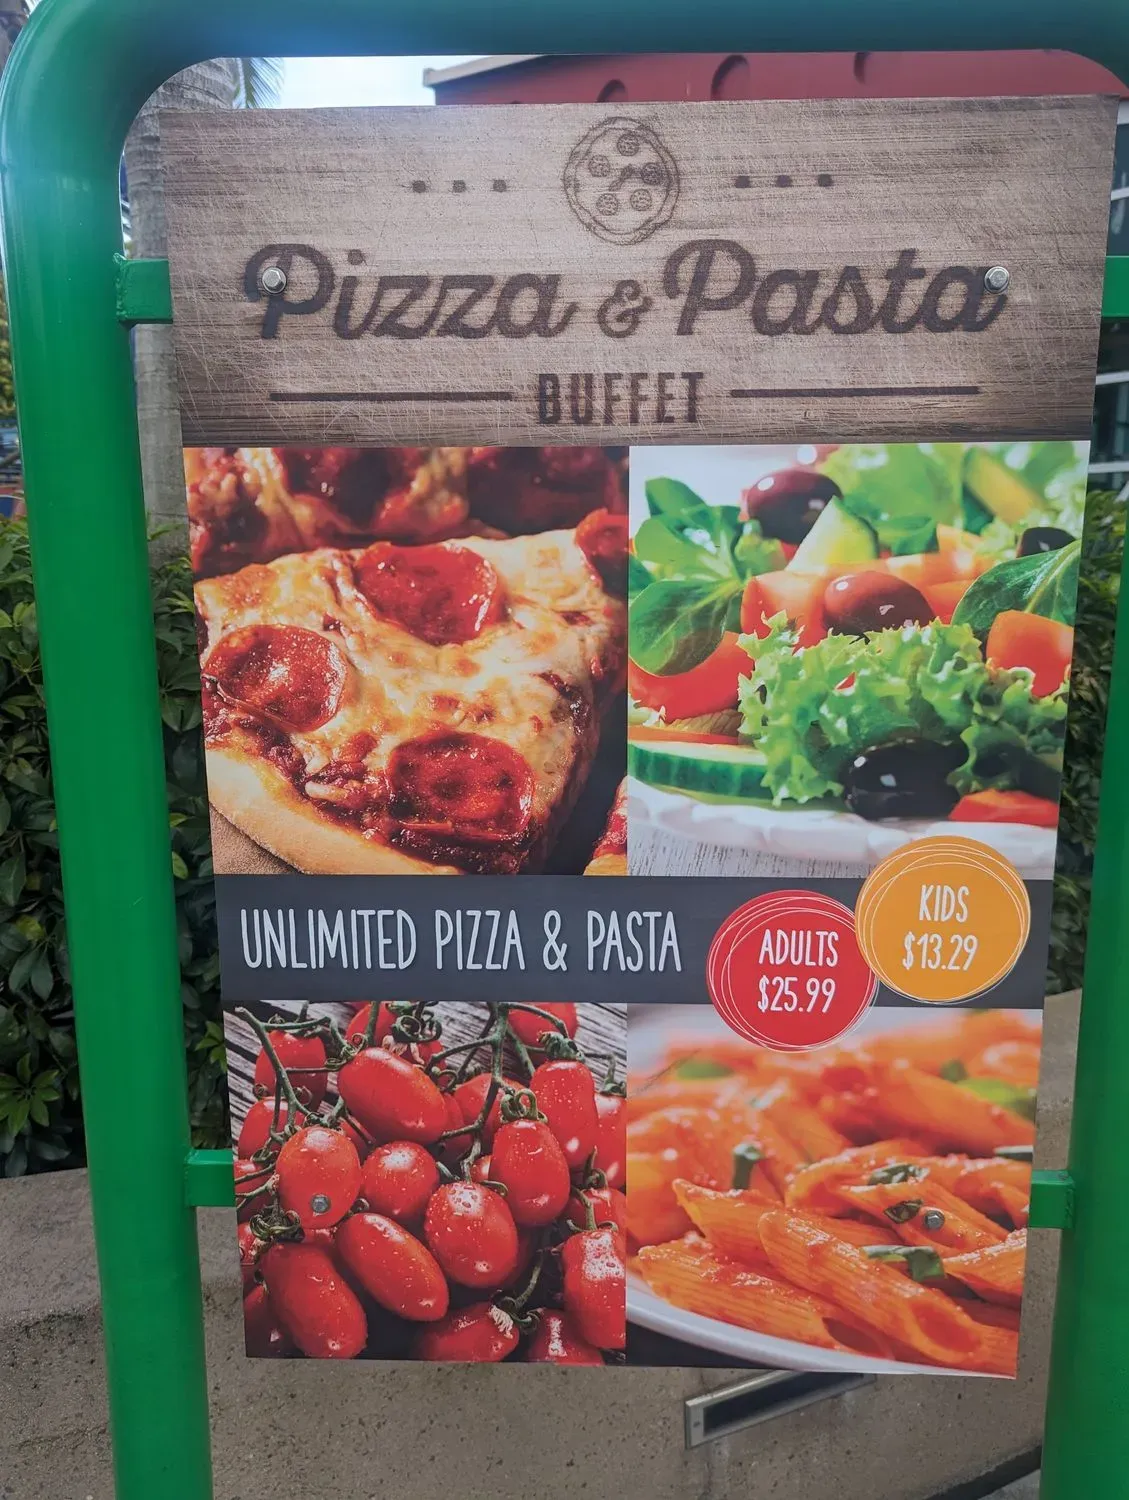 Pizza & Pasta
BUFFET
UNLIMITED PIZZA & PASTA
ADULTS
$25.99
KIDS
$13.29